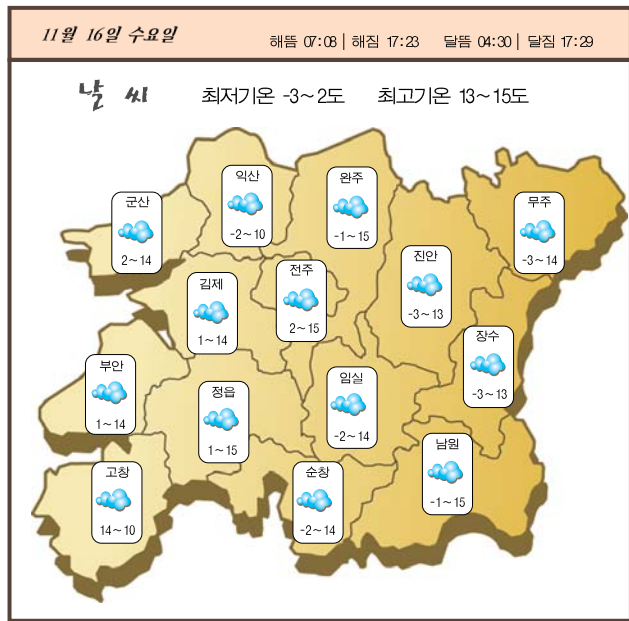 11월 16일 수요일
해뜸 07:08 | 해짐 17:23 달뜸 04:30 | 달짐 17:29
날씨 최저기온 -3~2도 최고기온 13~15도
익산
-2~10
완주
-1~15
군산
2~14
무주
-3~14
진안
-3~13
전주
2~15
김제
1~14
장수
-3~13
부안
1~14
임실
-2~14
정읍
1~15
남원
-1~15
고창
14~10
순창
-2~14